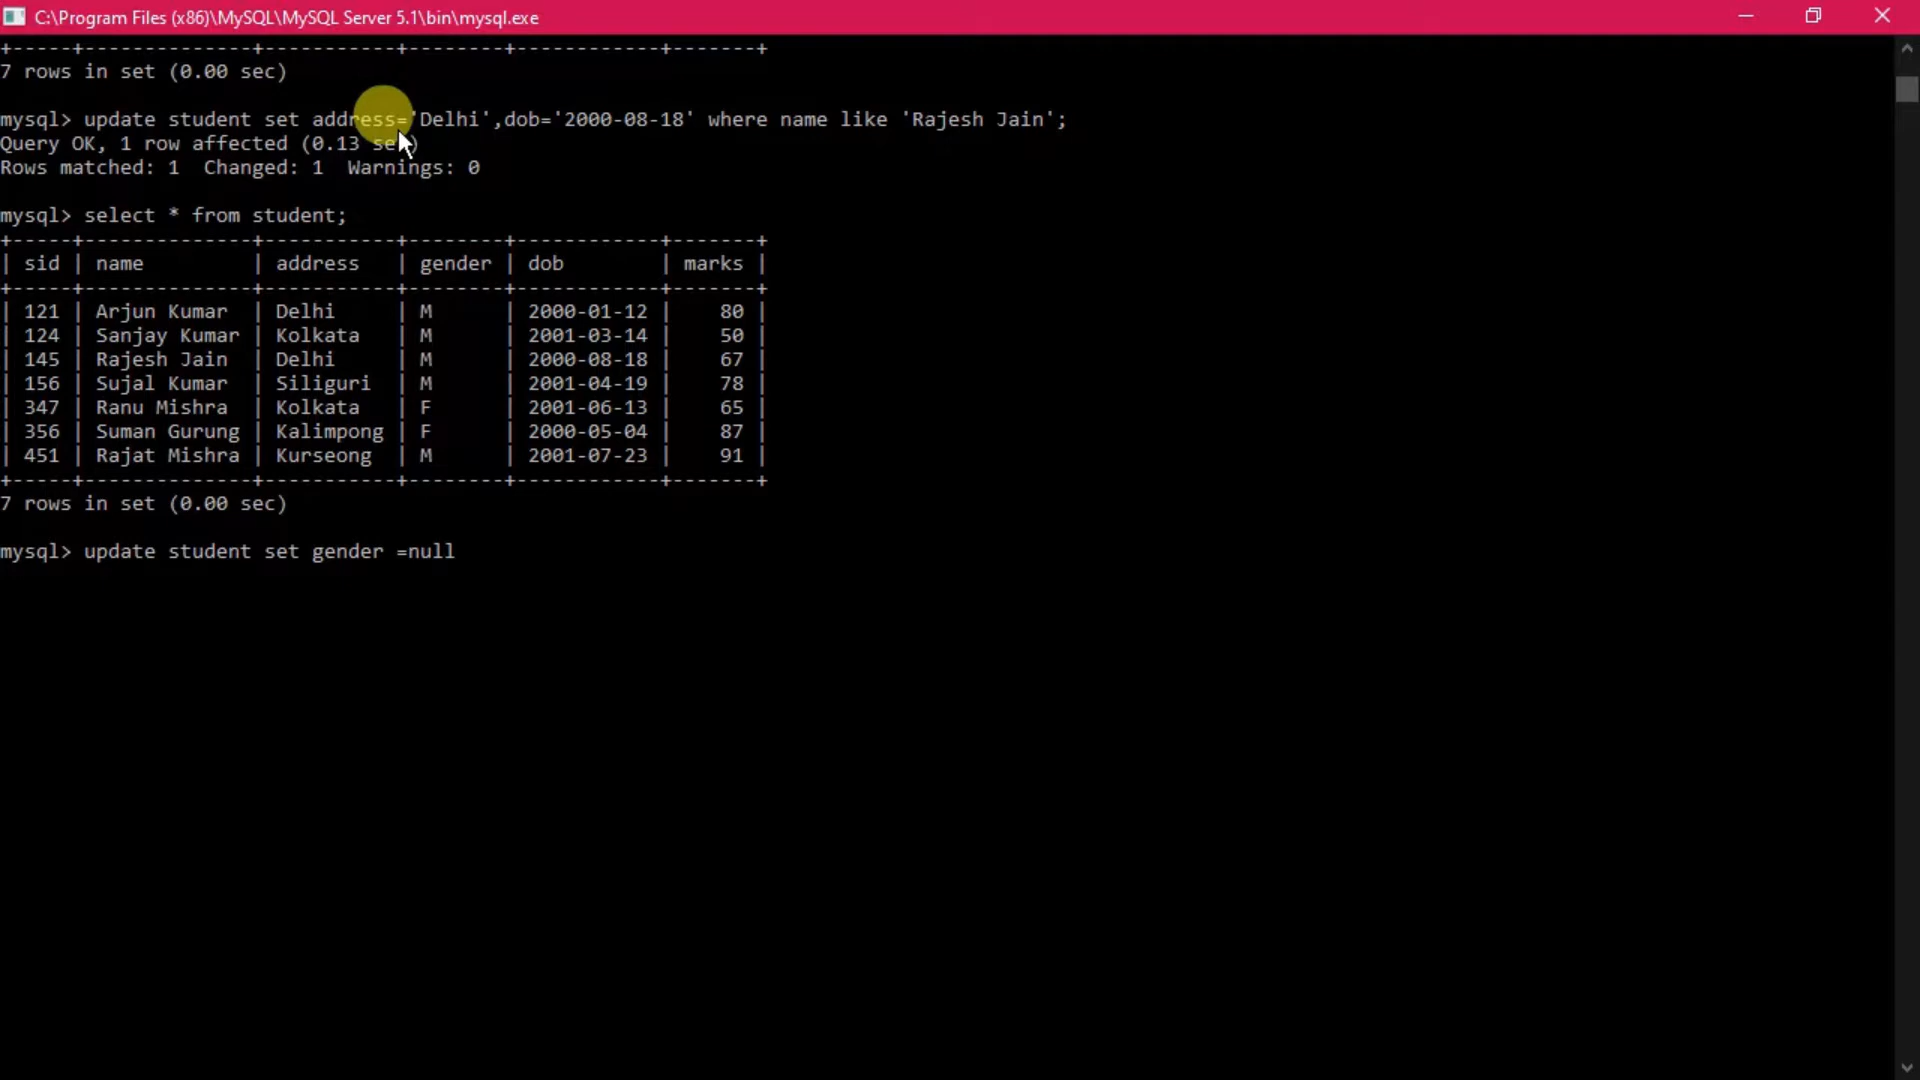 C:\Program Files (x86)\MySQL\MySQL Server 5.1\bin\mysql.exe
+-----+--------------+-----------+--------+------------+-------+
7 rows in set (0.00 sec)
mysql> update student set address='Delhi',dob='2000-08-18' where name like 'Rajesh Jain';
Query OK, 1 row affected (0.13 sec)
Rows matched: 1  Changed: 1  Warnings: 0
mysql> select * from student;
+-----+--------------+-----------+--------+------------+-------+
| sid | name         | address   | gender | dob        | marks |
+-----+--------------+-----------+--------+------------+-------+
| 121 | Arjun Kumar  | Delhi     | M      | 2000-01-12 |    80 |
| 124 | Sanjay Kumar | Kolkata   | M      | 2001-03-14 |    50 |
| 145 | Rajesh Jain  | Delhi     | M      | 2000-08-18 |    67 |
| 156 | Sujal Kumar  | Siliguri  | M      | 2001-04-19 |    78 |
| 347 | Ranu Mishra  | Kolkata   | F      | 2001-06-13 |    65 |
| 356 | Suman Gurung | Kalimpong | F      | 2000-05-04 |    87 |
| 451 | Rajat Mishra | Kurseong  | M      | 2001-07-23 |    91 |
+-----+--------------+-----------+--------+------------+-------+
7 rows in set (0.00 sec)
mysql> update student set gender =null